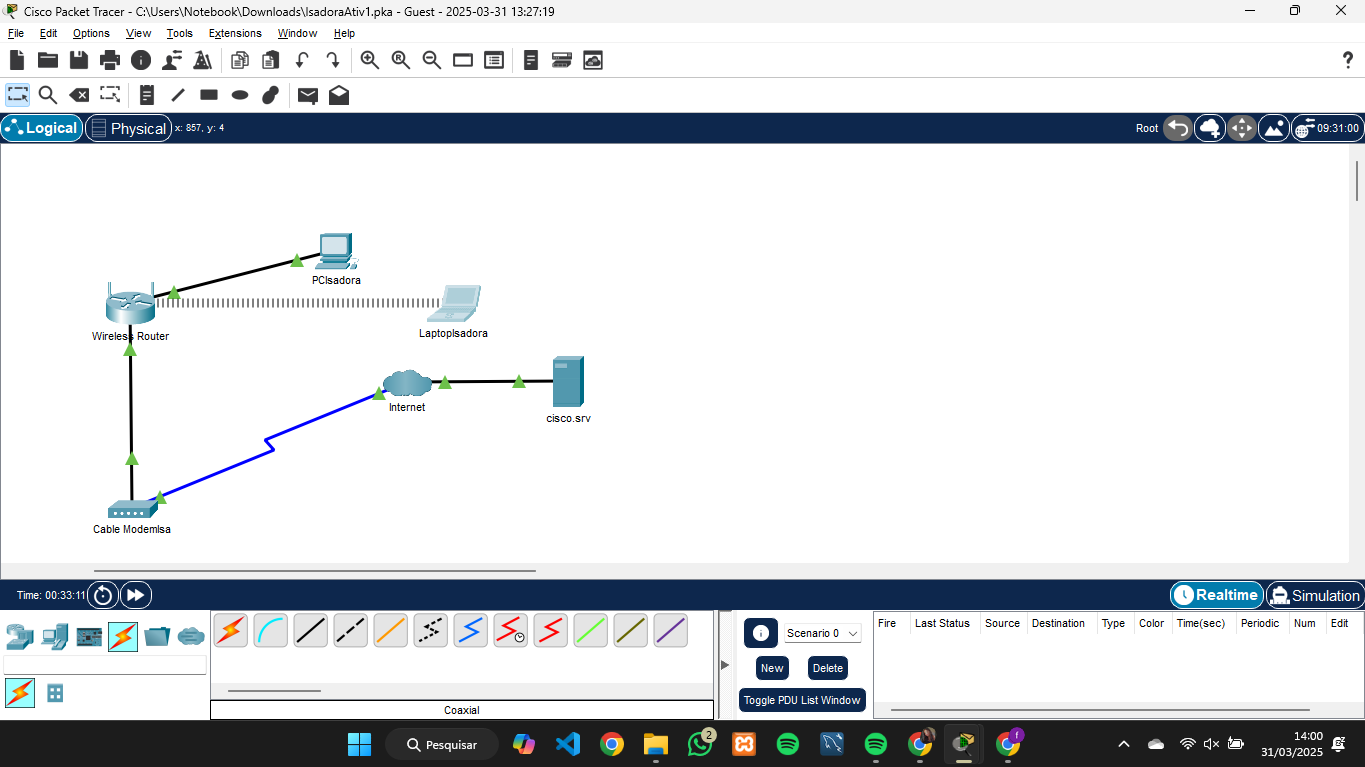 Cisco Packet Tracer - C:\Users\Notebook\Downloads\IsadoraAtiv1.pka - Guest - 2025-03-31 13:27:19
File Edit Options View Tools Extensions Window Help
Logical Physical x: 857, y: 4 Root 09:31:00
PCIsadora
LaptopIsadora
Wireless Router
Internet
cisco.srv
Cable ModemIsa
Time: 00:33:11 Realtime Simulation
Scenario 0
Fire Last Status Source Destination Type Color Time(sec) Periodic Num Edit
New Delete
Toggle PDU List Window
Coaxial
Pesquisar
2
f
14:00
31/03/2025